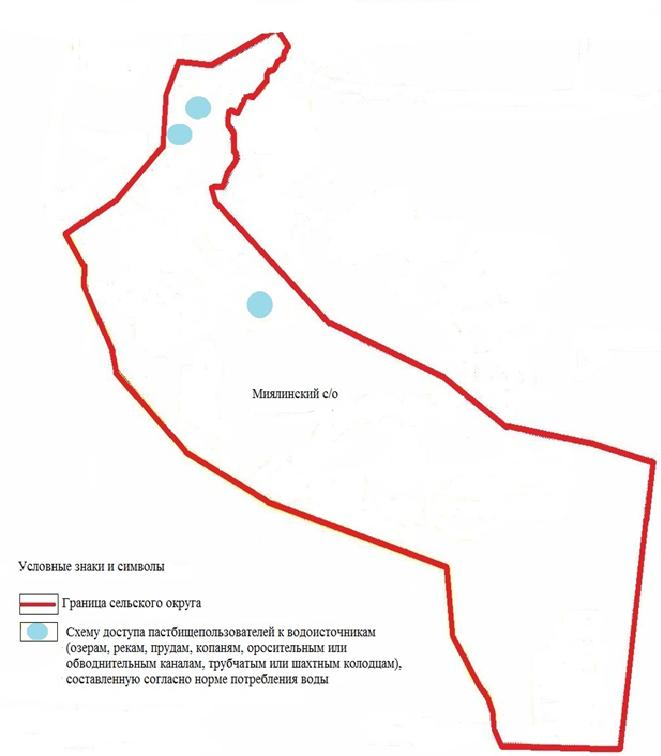 Миялинский с/о
Условные знаки и символы
Граница сельского округа
Схему доступа пастбищепользователей к водоисточникам
(озерам, рекам, прудам, копаням, оросительным или
обводнительным каналам, трубчатым или шахтным колодцам),
составленную согласно норме потребления воды